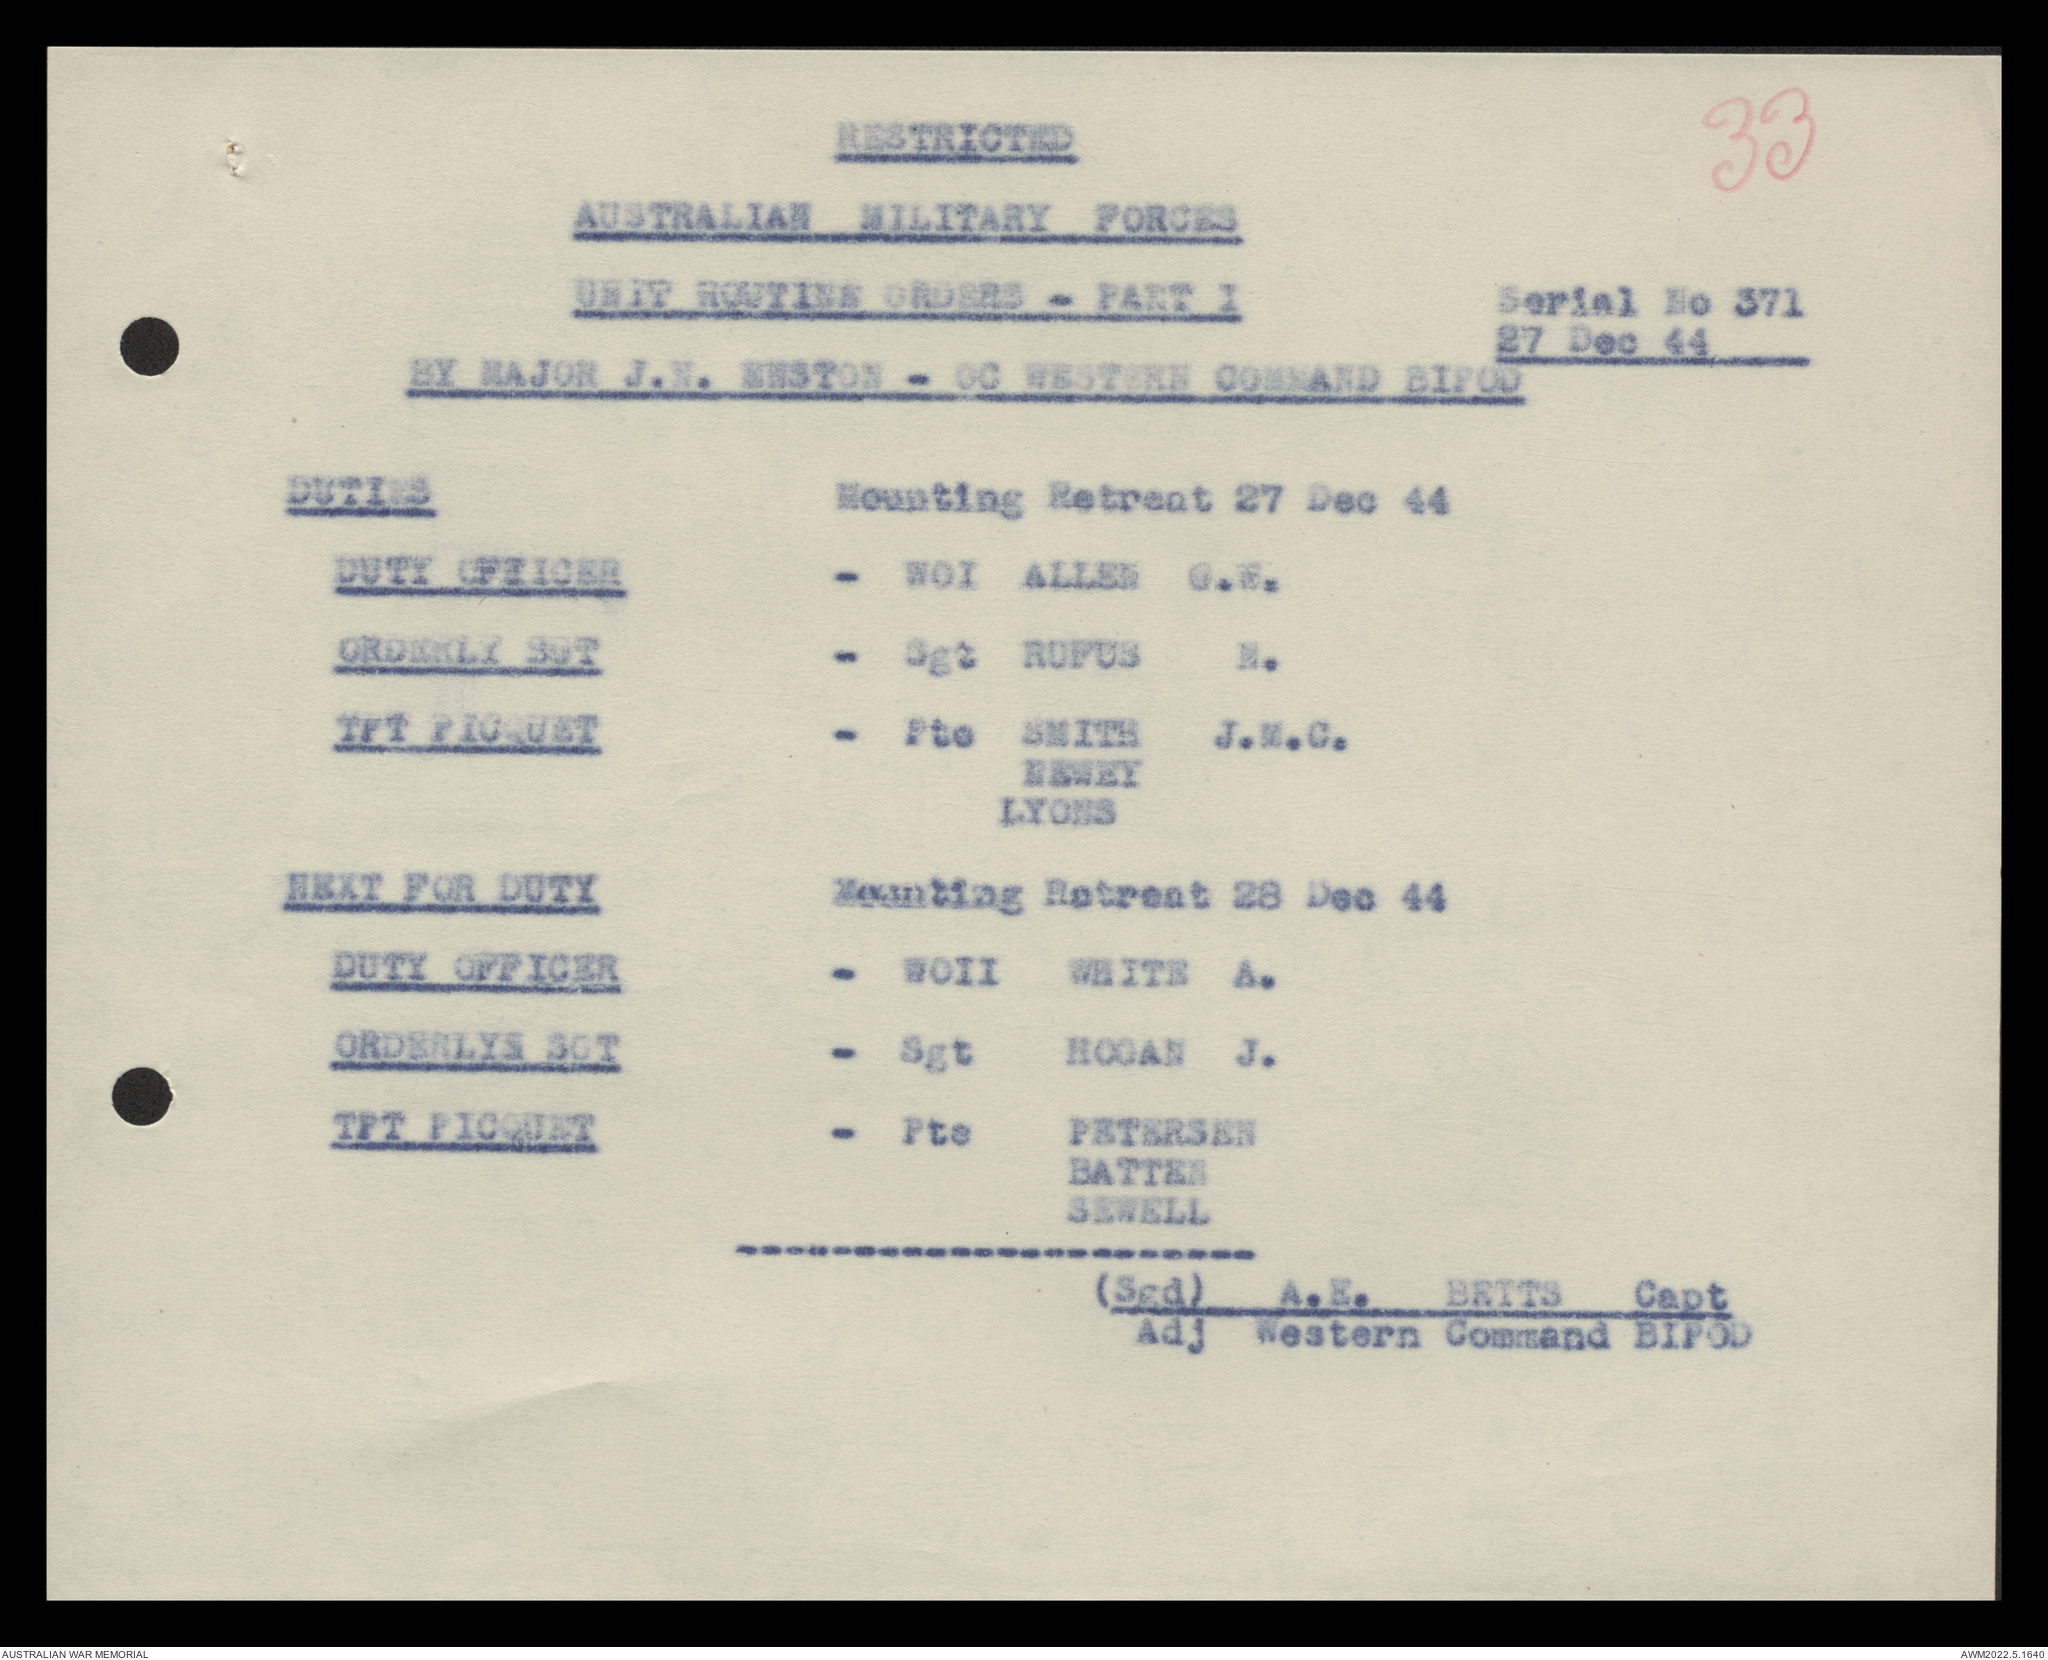 33
RESTRICTED
AUSTRALIAN MILITARY FORCES
UNIT ROUTINE ORDERS - PART I
Serial No 371
27 Dec 44
BY MAJOR J.N. ENSTON - OC WESTERN COMMAND BIPOD
DUTIES Mounting Retreat 27 Dec 44
DUTY OFFICER - WOI ALLEN G.W.
ORDERLY SGT - Sgt RUFUS
TPT PICQUET - Pte SMITH J.M.C.
NEWEY
LYONS
NEXT FOR DUTY Mounting Retreat 28 Dec 44
DUTY OFFICER - WOII WHITE A.
ORDERLYS SGT - Sgt HOGAN J.
TPT PICQUET - Pte PETERSEN
BATTEN
SEWELL
-----------------------
(Sgd) A.E. BRITS Capt
Adj Western Command BIPOD
AUSTRALIAN WAR MEMORIAL
AWM2022.5.1640